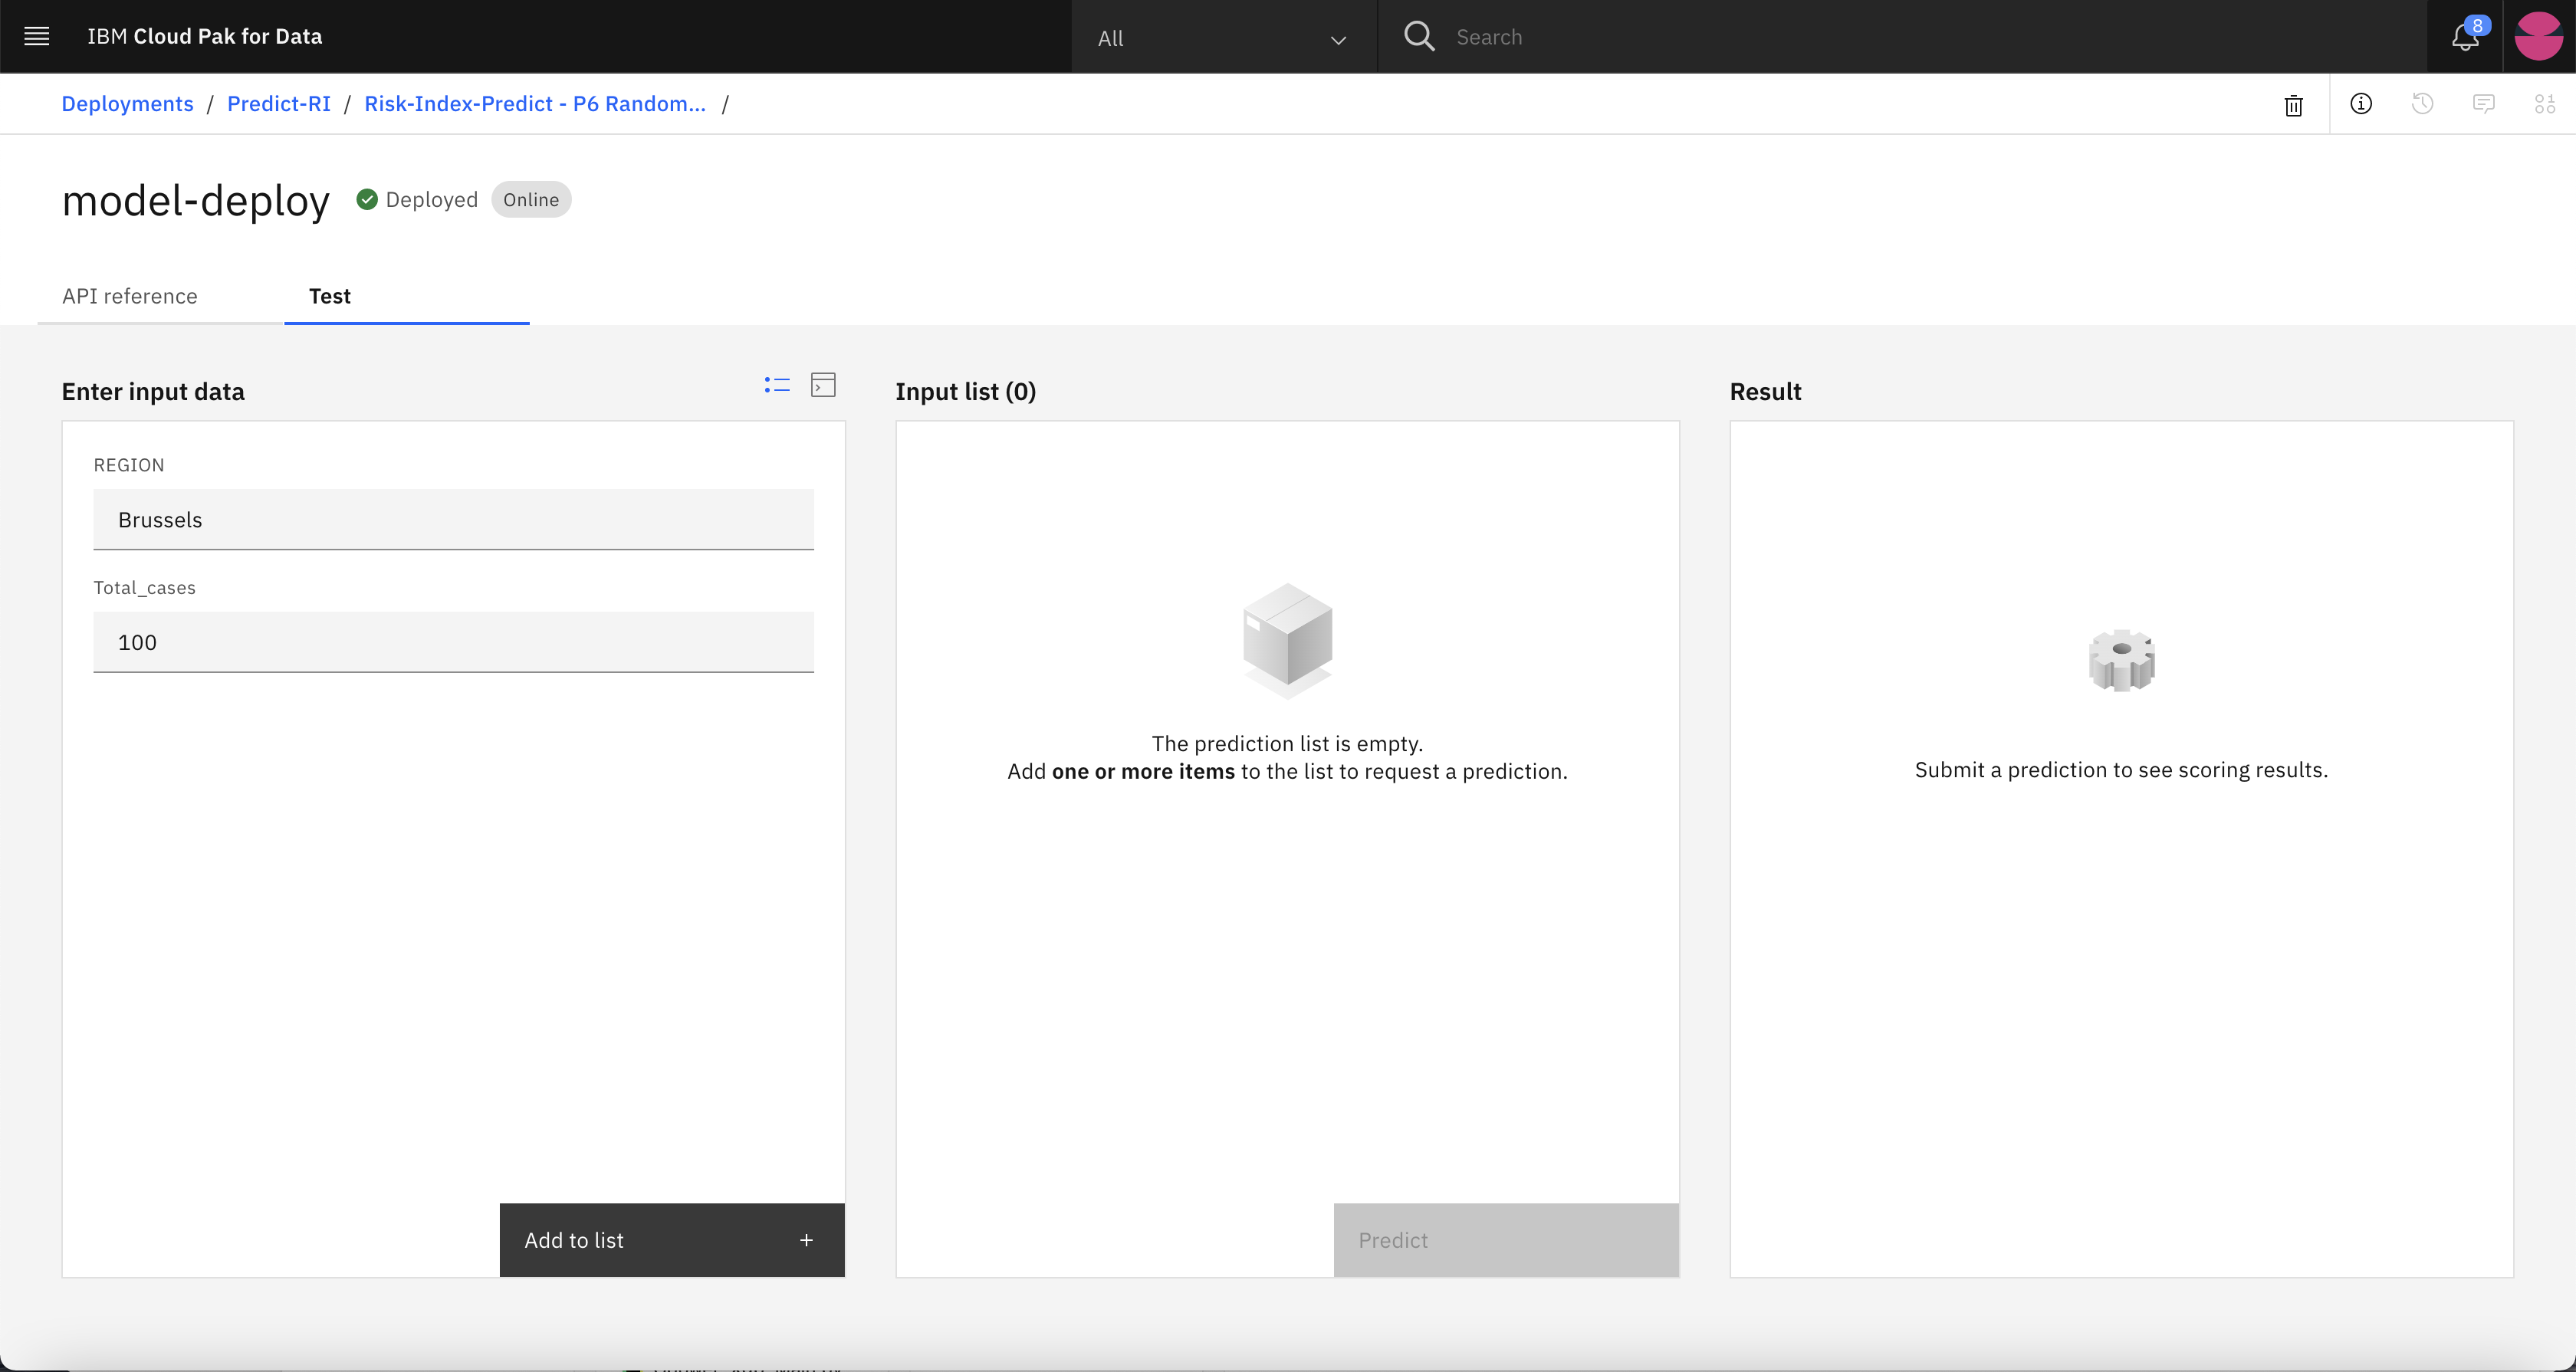 IBM Cloud Pak for Data
All
Search
8
Deployments / Predict-RI / Risk-Index-Predict - P6 Random... /
model-deploy
Deployed
Online
API reference
Test
Enter input data
REGION
Brussels
Total_cases
100
Add to list +
Input list (0)
The prediction list is empty.
Add one or more items to the list to request a prediction.
Predict
Result
Submit a prediction to see scoring results.